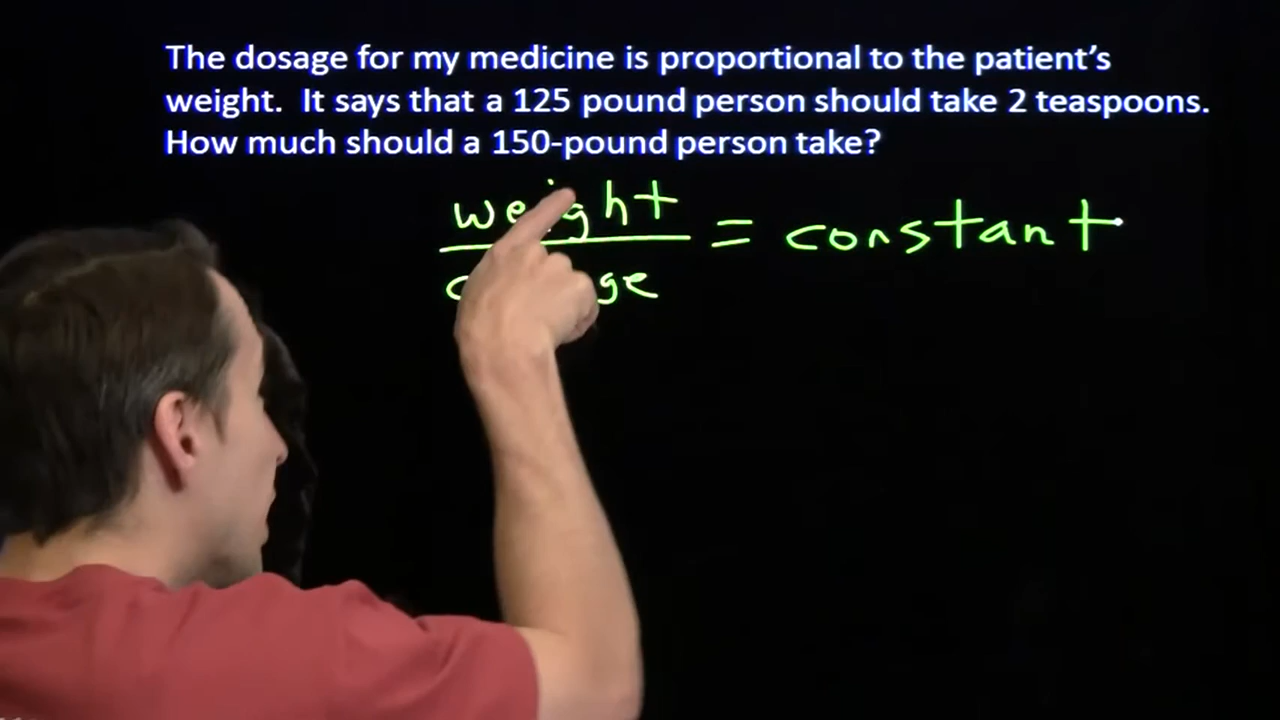 The dosage for my medicine is proportional to the patient’s
weight. It says that a 125 pound person should take 2 teaspoons.
How much should a 150-pound person take?
weight = constant